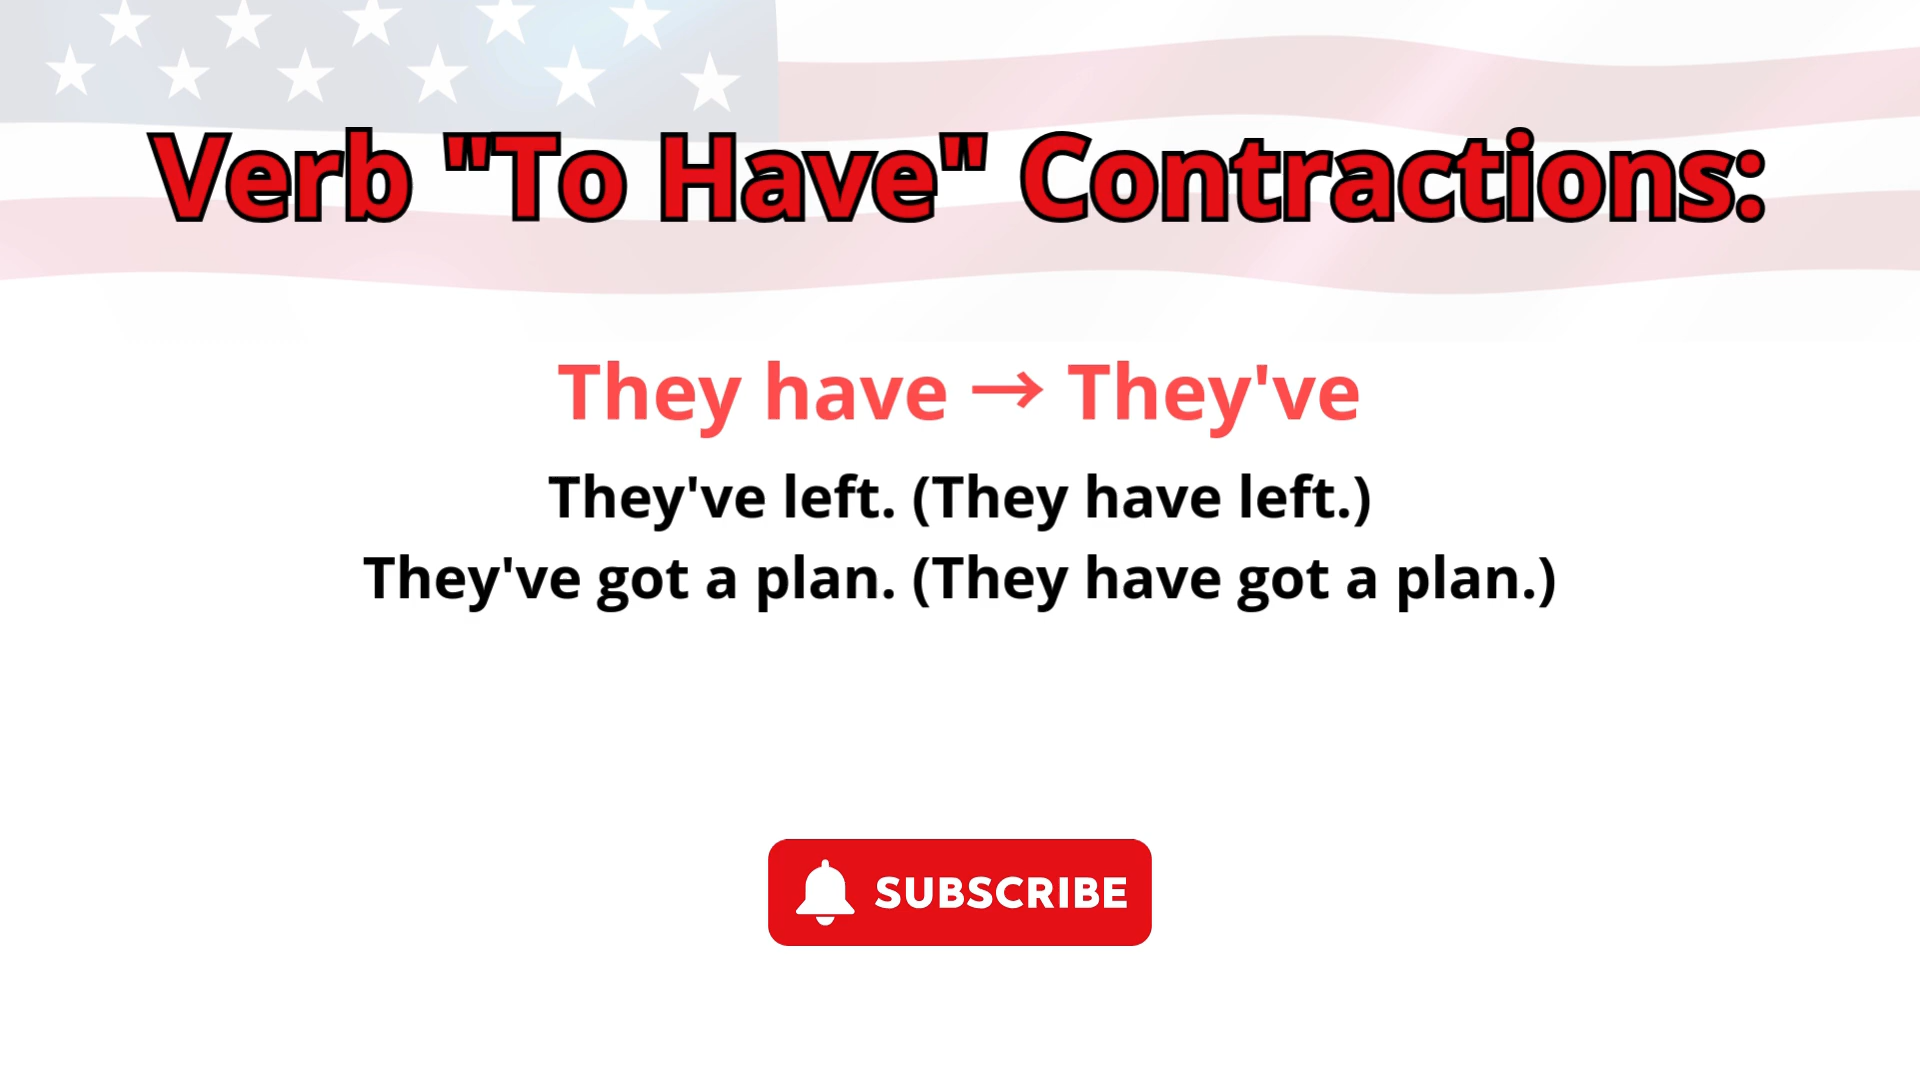 Verb "To Have" Contractions:
They have → They've
They've left. (They have left.)
They've got a plan. (They have got a plan.)
SUBSCRIBE